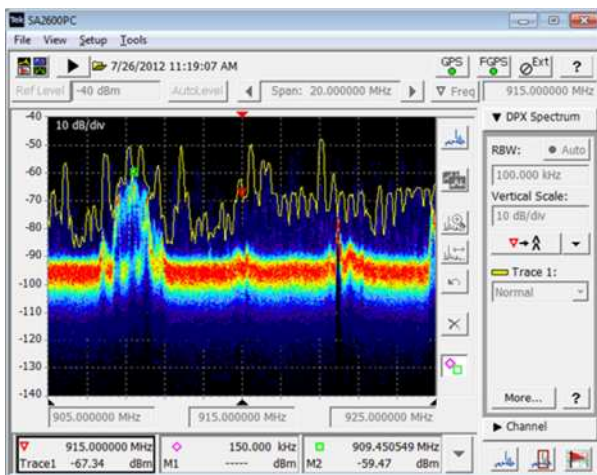 Tek SA2600PC
File View Setup Tools
7/26/2012 11:19:07 AM
GPS FGPS Ext ?
Ref Level -40 dBm AutoLevel Span: 20.000000 MHz Freq 915.000000 MHz
-40
10 dB/div
-50
-60
-70
-80
-90
-100
-110
-120
-130
-140
905.000000 MHz 915.000000 MHz 925.000000 MHz
915.000000 MHz 150.000 kHz 909.450549 MHz
Trace1 -67.34 dBm M1 ----- dBm M2 -59.47 dBm
DPX Spectrum
RBW: Auto
100.000 kHz
Vertical Scale:
10 dB/div
Trace 1:
Normal
More... ?
Channel